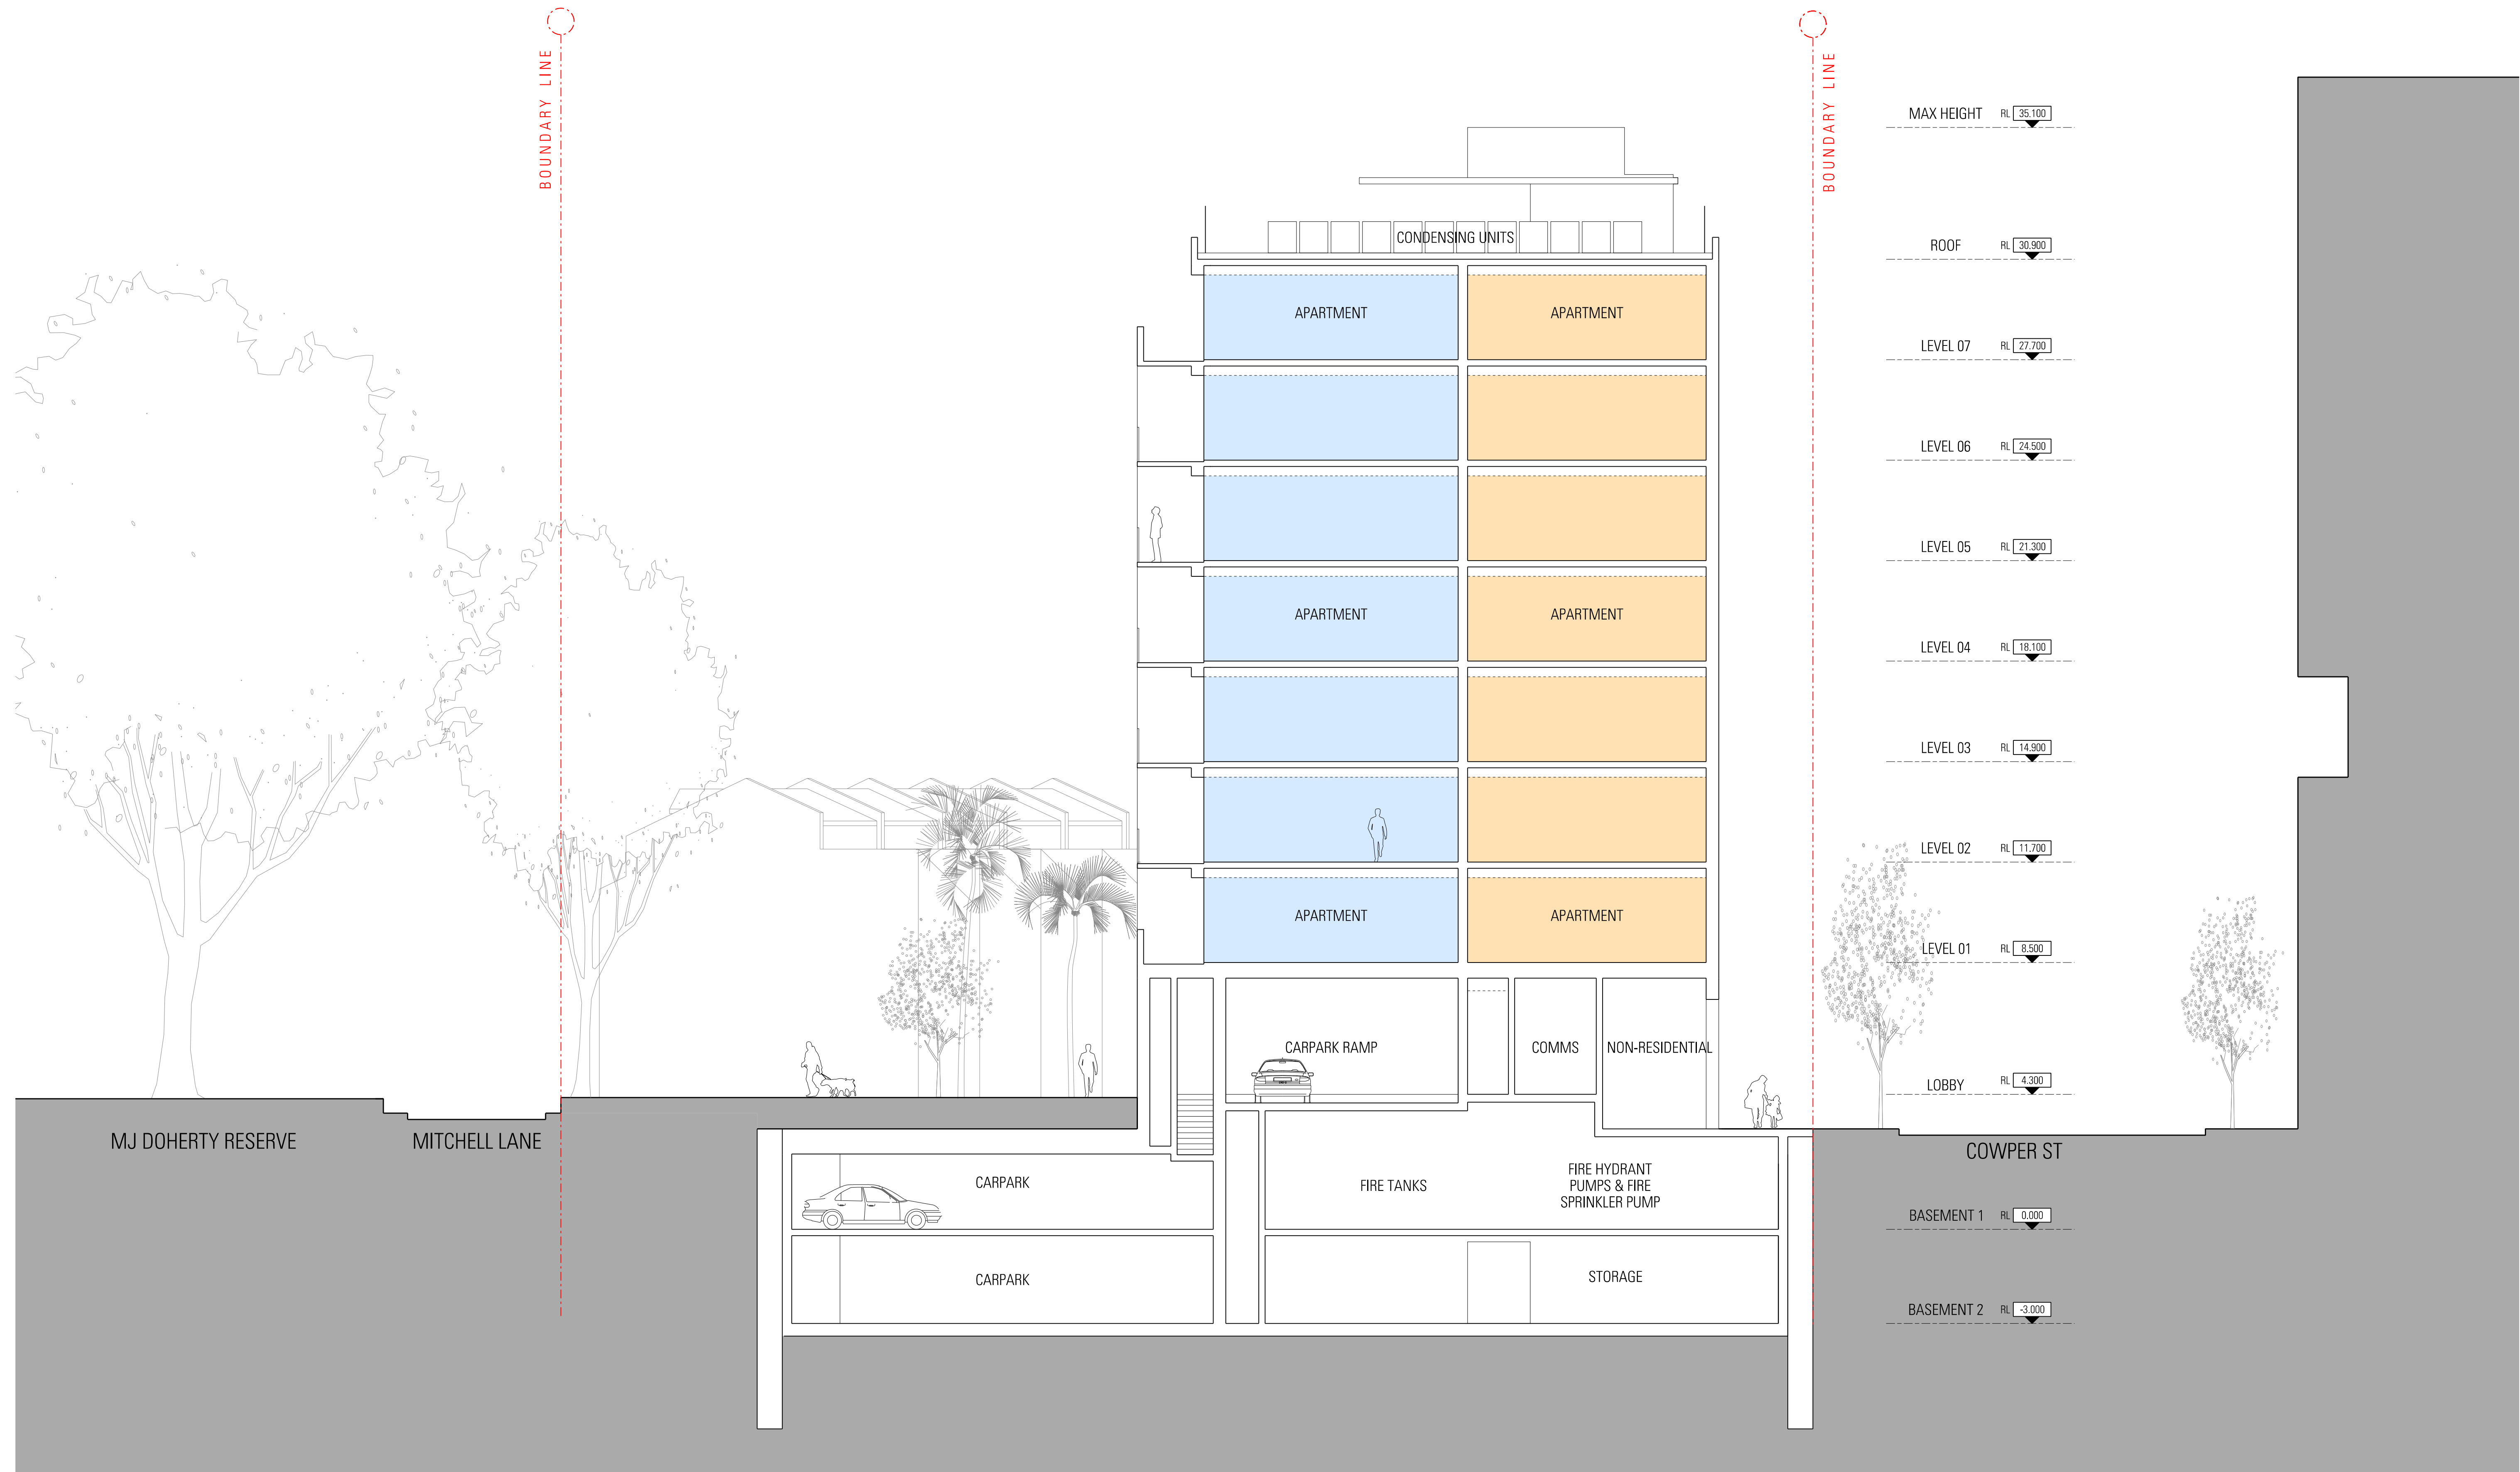 BOUNDARY LINE
BOUNDARY LINE
MAX HEIGHT RL 35.100
CONDENSING UNITS
ROOF RL 30.900
APARTMENT APARTMENT
LEVEL 07 RL 27.700
LEVEL 06 RL 24.500
LEVEL 05 RL 21.300
APARTMENT APARTMENT
LEVEL 04 RL 18.100
LEVEL 03 RL 14.900
LEVEL 02 RL 11.700
APARTMENT APARTMENT
LEVEL 01 RL 8.500
CARPARK RAMP COMMS NON-RESIDENTIAL
LOBBY RL 4.300
MJ DOHERTY RESERVE MITCHELL LANE
COWPER ST
CARPARK
FIRE TANKS
FIRE HYDRANT
PUMPS & FIRE
SPRINKLER PUMP
BASEMENT 1 RL 0.000
CARPARK
STORAGE
BASEMENT 2 RL -3.000